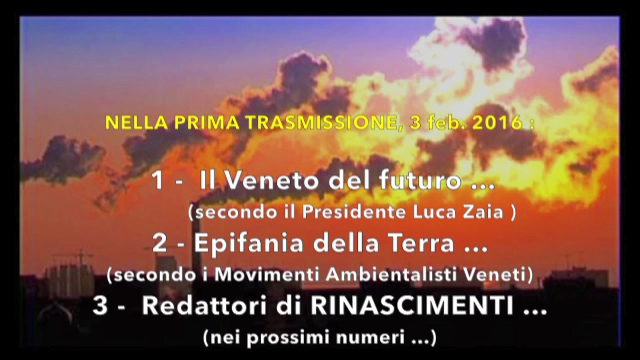 NELLA PRIMA TRASMISSIONE, 3 feb. 2016 :
1 - Il Veneto del futuro ...
(secondo il Presidente Luca Zaia )
2 - Epifania della Terra ...
(secondo i Movimenti Ambientalisti Veneti)
3 - Redattori di RINASCIMENTI ...
(nei prossimi numeri ...)